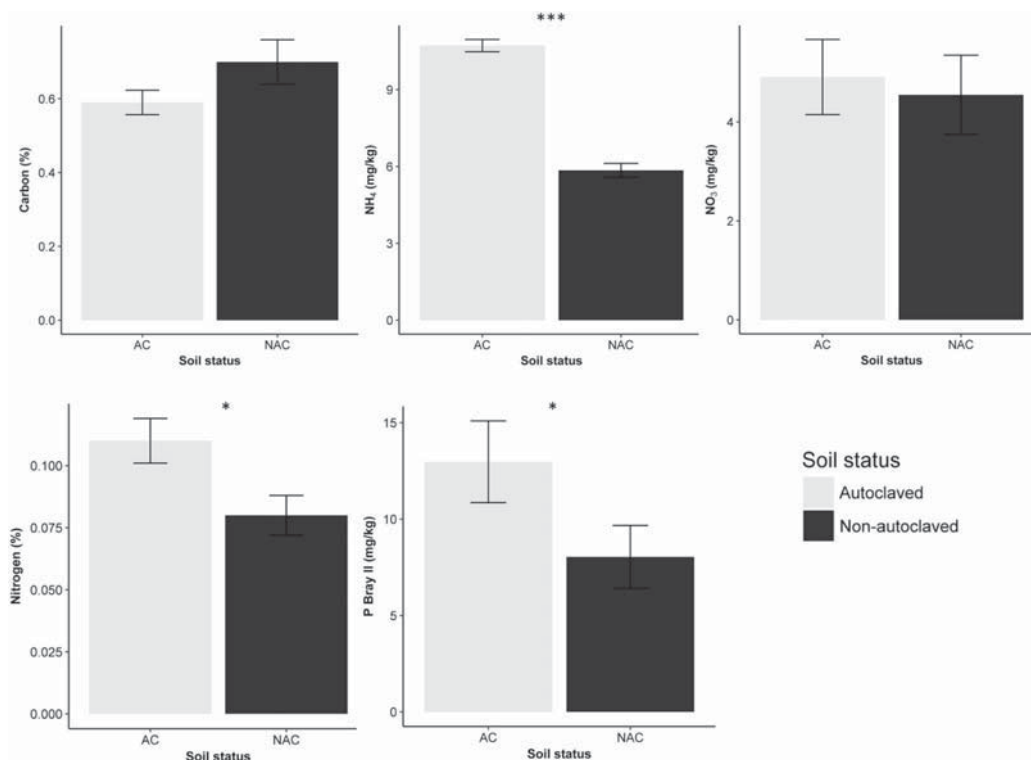 ***
Carbon (%)
0.6
0.4
0.2
0.0
AC
NAC
Soil status
NH₄ (mg/kg)
9
6
3
0
AC
NAC
Soil status
NO₃ (mg/kg)
4
2
0
AC
NAC
Soil status
*
Nitrogen (%)
0.100
0.075
0.050
0.025
0.000
AC
NAC
Soil status
*
P Bray II (mg/kg)
15
10
5
0
AC
NAC
Soil status
Soil status
Autoclaved
Non-autoclaved